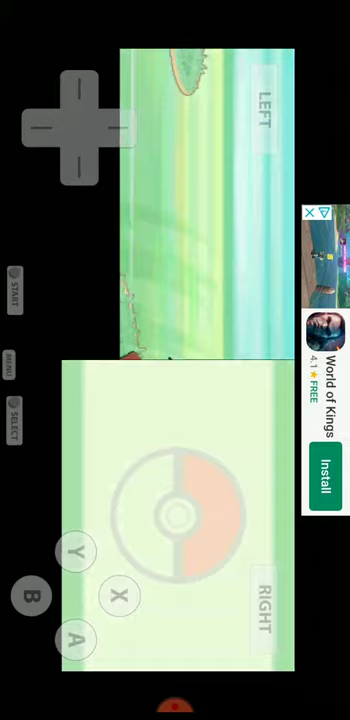 LEFT
START
MENU
SELECT
World of Kings
4.1 ★ FREE
Install
RIGHT
Y
X
B
A